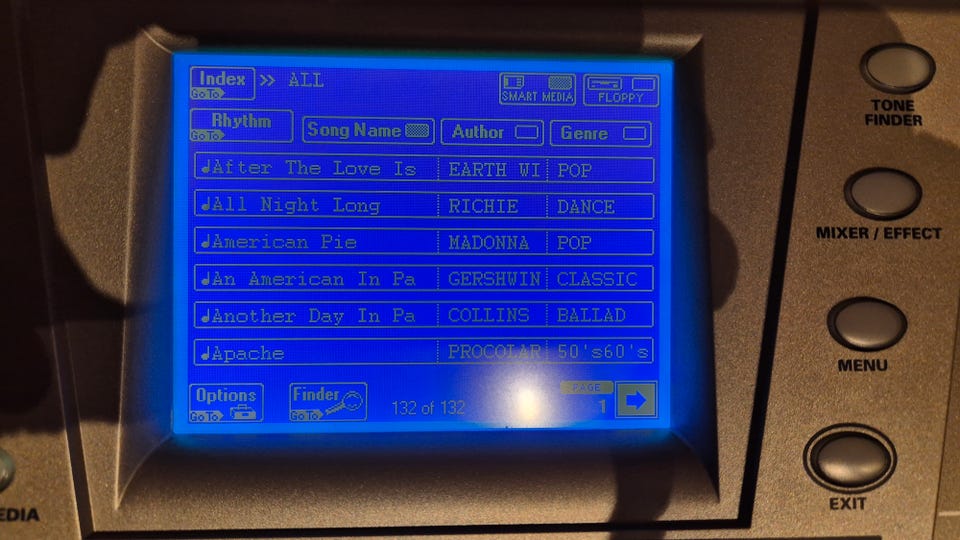 Index >> ALL
Go To
SMART MEDIA FLOPPY
Rhythm
Go To
Song Name Author Genre
After The Love Is EARTH WI POP
All Night Long RICHIE DANCE
American Pie MADONNA POP
An American In Pa GERSHWIN CLASSIC
Another Day In Pa COLLINS BALLAD
Apache PROCOLAR 50's60's
Options
Go To
Finder
Go To
132 of 132
PAGE
1
TONE
FINDER
MIXER / EFFECT
MENU
EXIT
EDIA